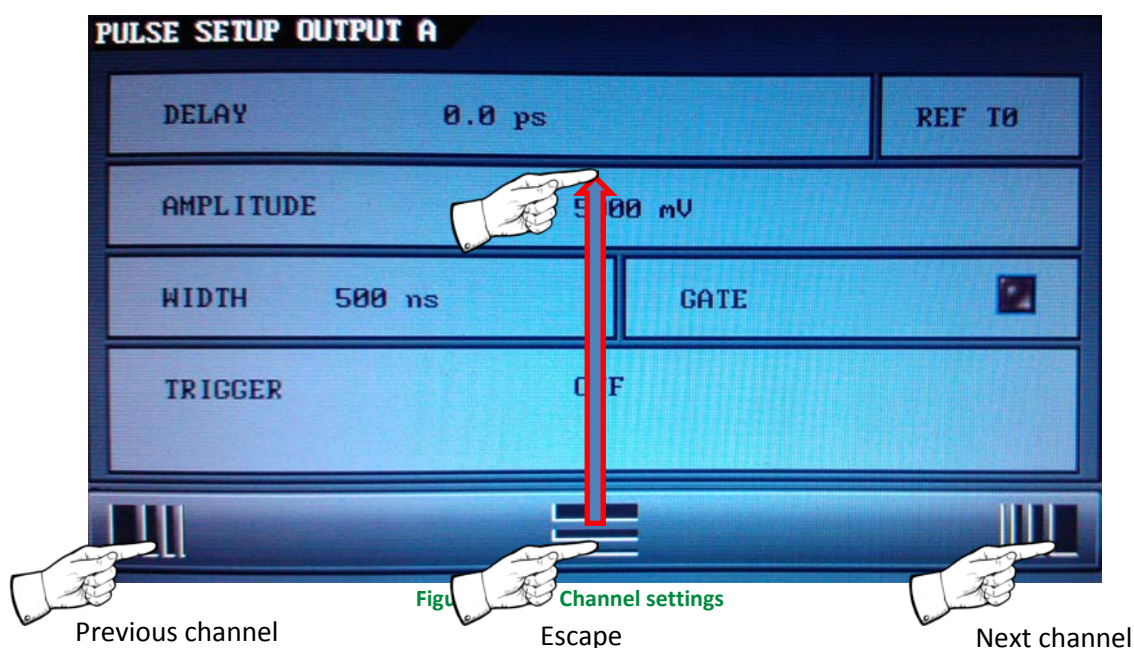 PULSE SETUP OUTPUT A
DELAY 0.0 ps REF T0
AMPLITUDE mV
WIDTH 500 ns GATE
TRIGGER
Channel settings
Previous channel Escape Next channel